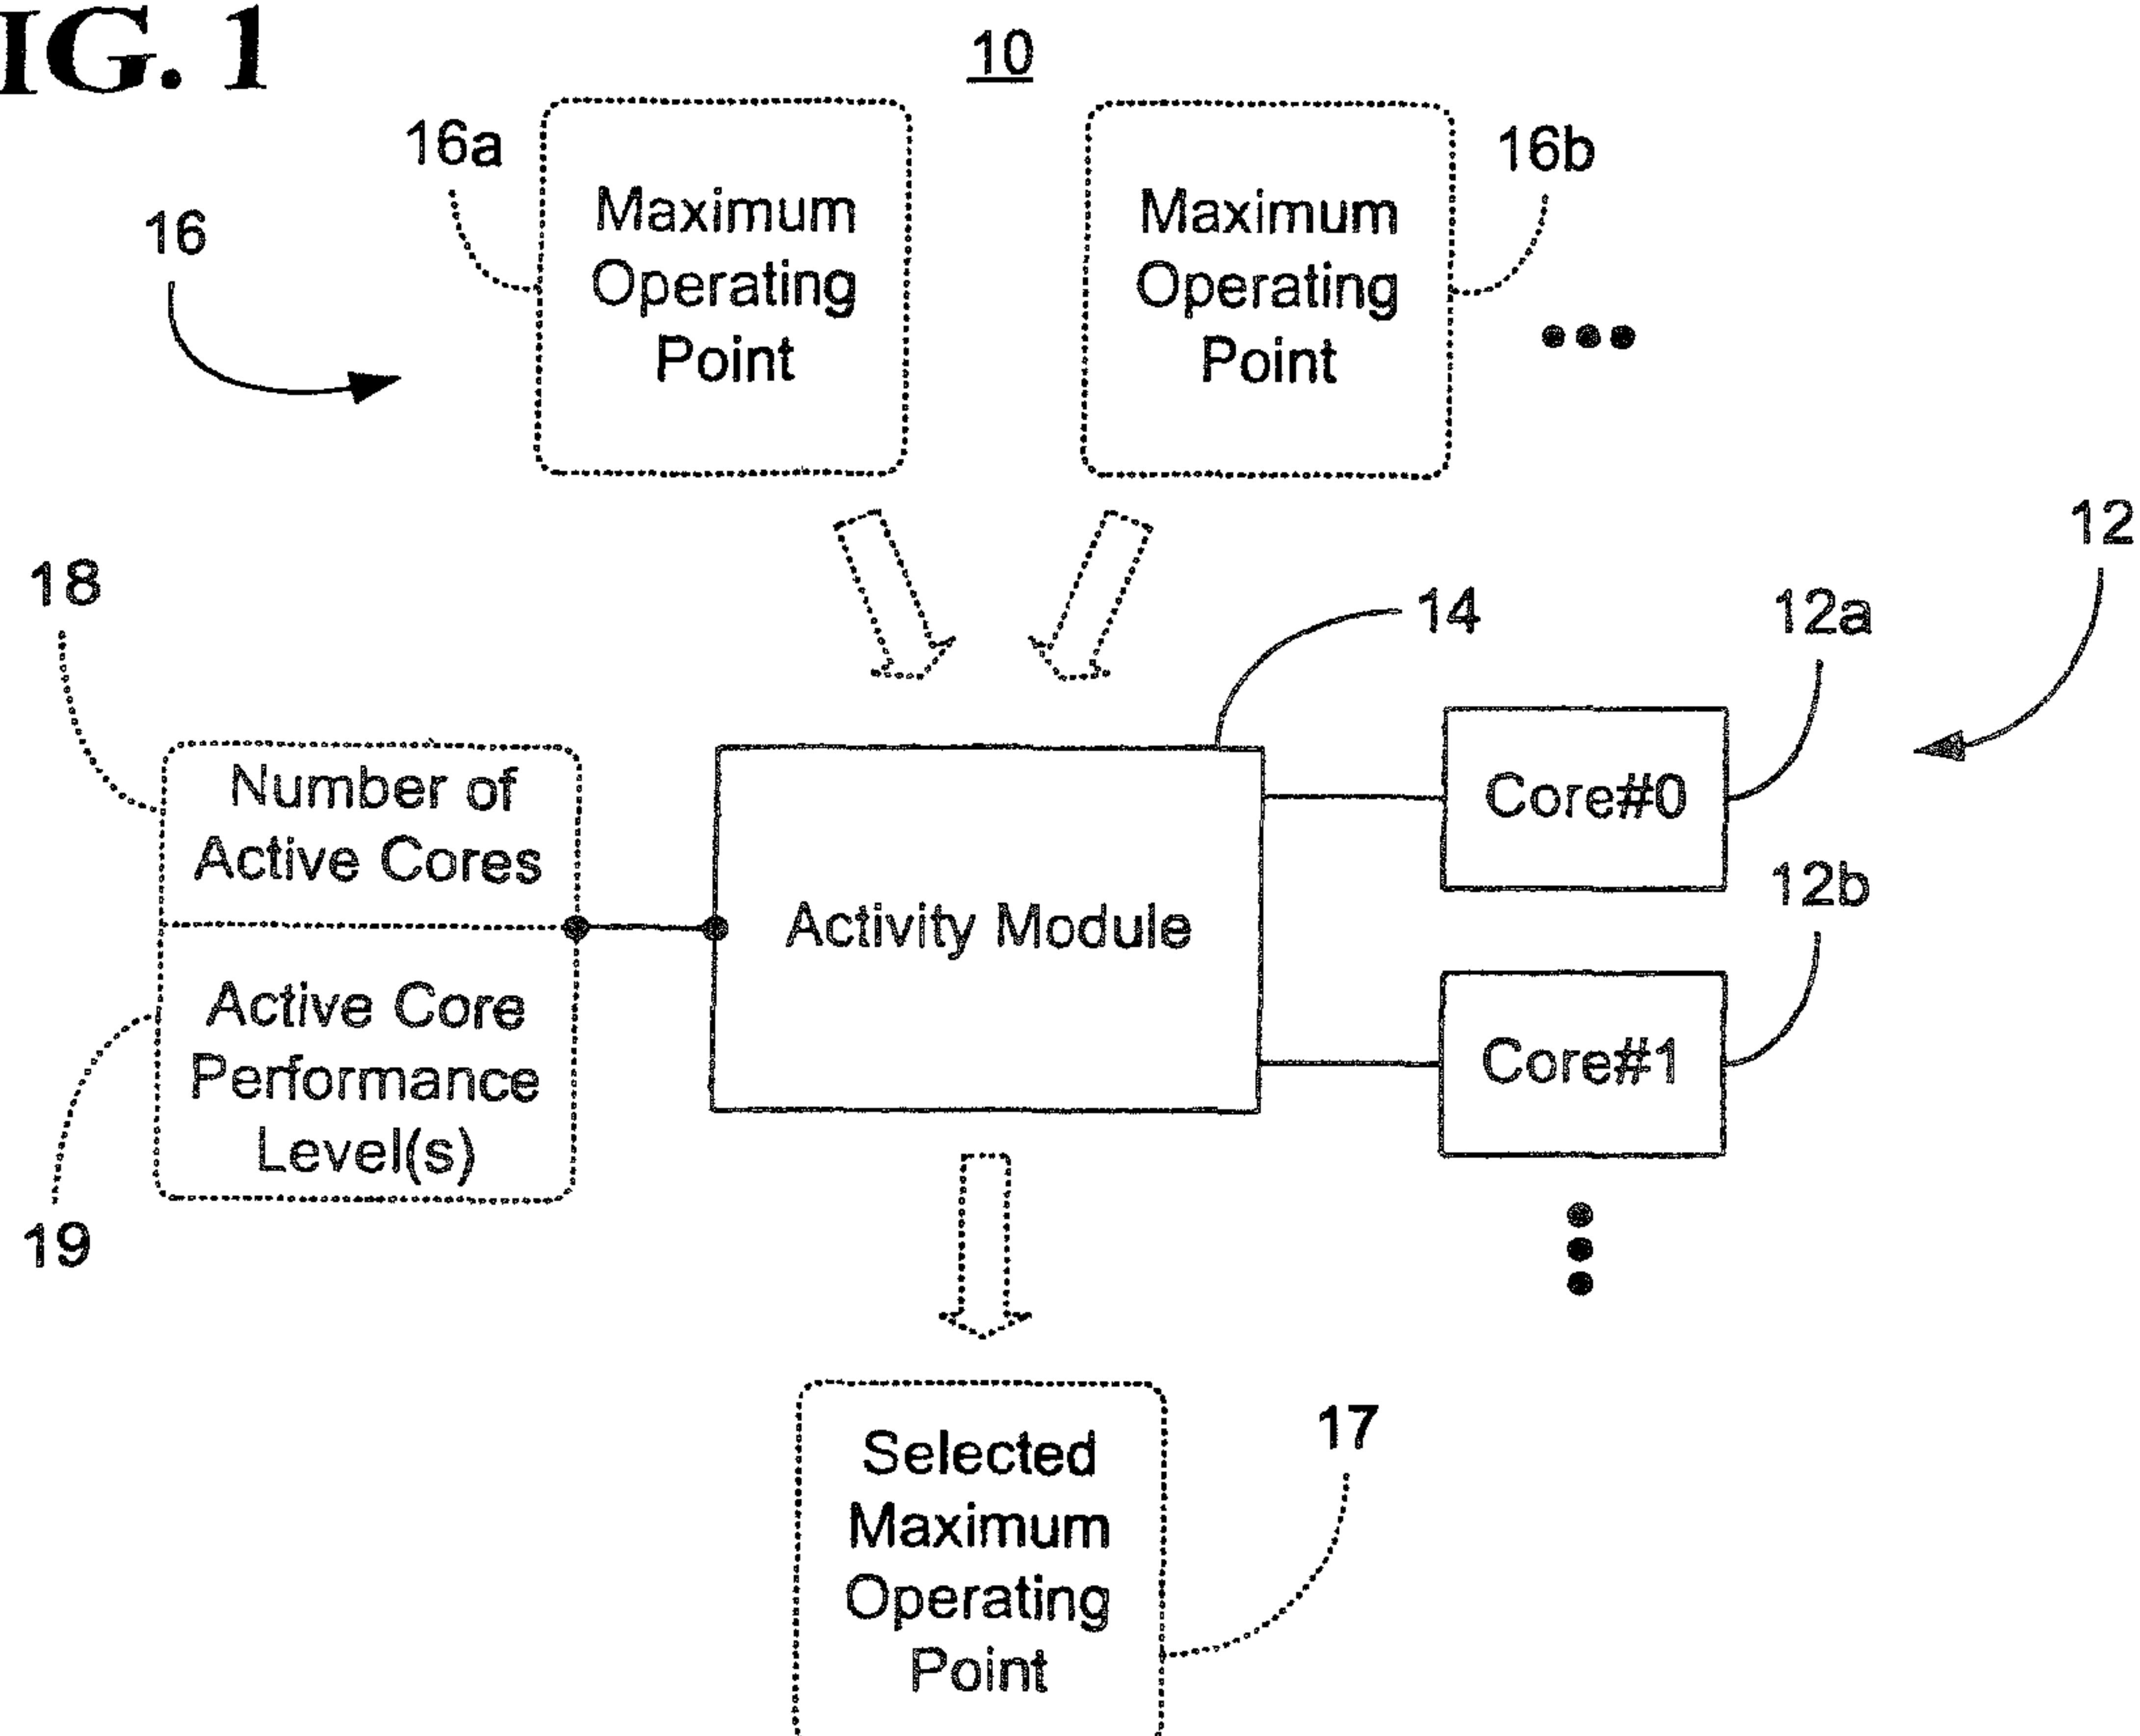 IG. 1
10
16a
Maximum
Operating
Point
Maximum
Operating
Point
16b
16
12
18
14
12a
Number of
Active Cores
Active Core
Performance
Level(s)
Activity Module
Core#0
12b
Core#1
19
Selected
Maximum
Operating
Point
17